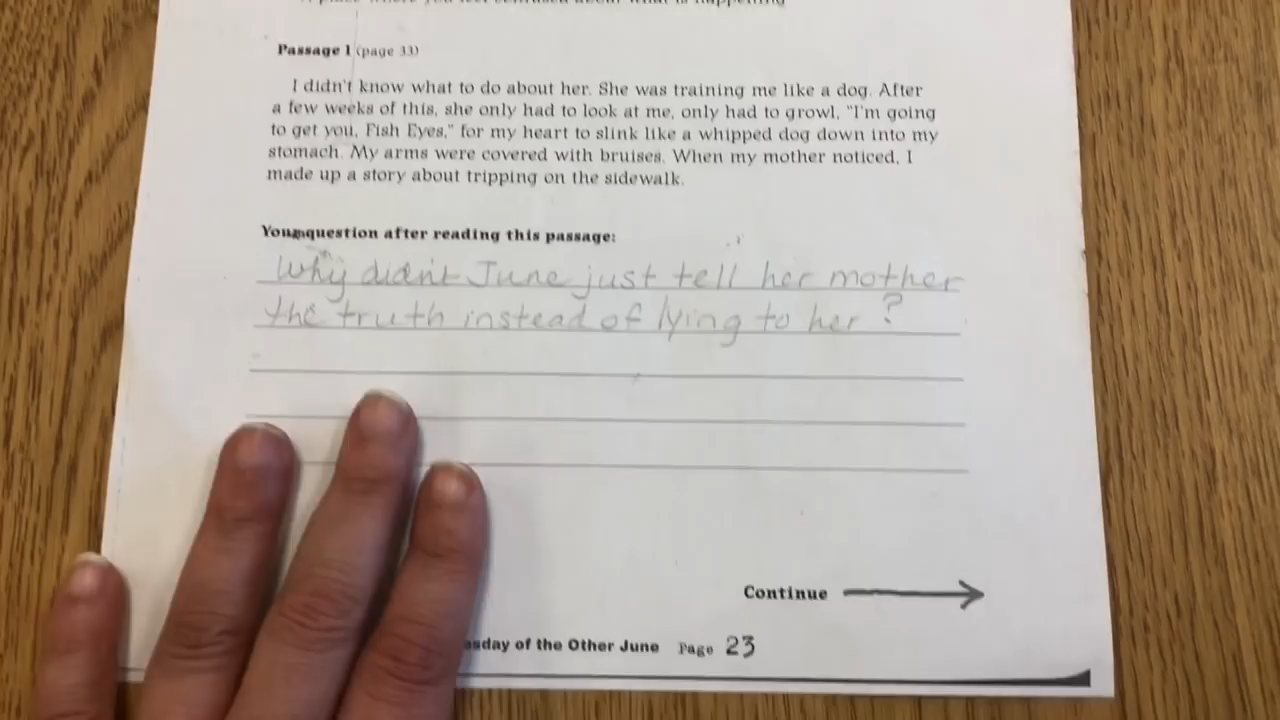 Passage 1 (page 33)
I didn't know what to do about her. She was training me like a dog. After
a few weeks of this, she only had to look at me, only had to growl, "I'm going
to get you, Fish Eyes," for my heart to slink like a whipped dog down into my
stomach. My arms were covered with bruises. When my mother noticed, I
made up a story about tripping on the sidewalk.
Your question after reading this passage:
Why didn't June just tell her mother
the truth instead of lying to her?
Continue
of the Other June Page 23